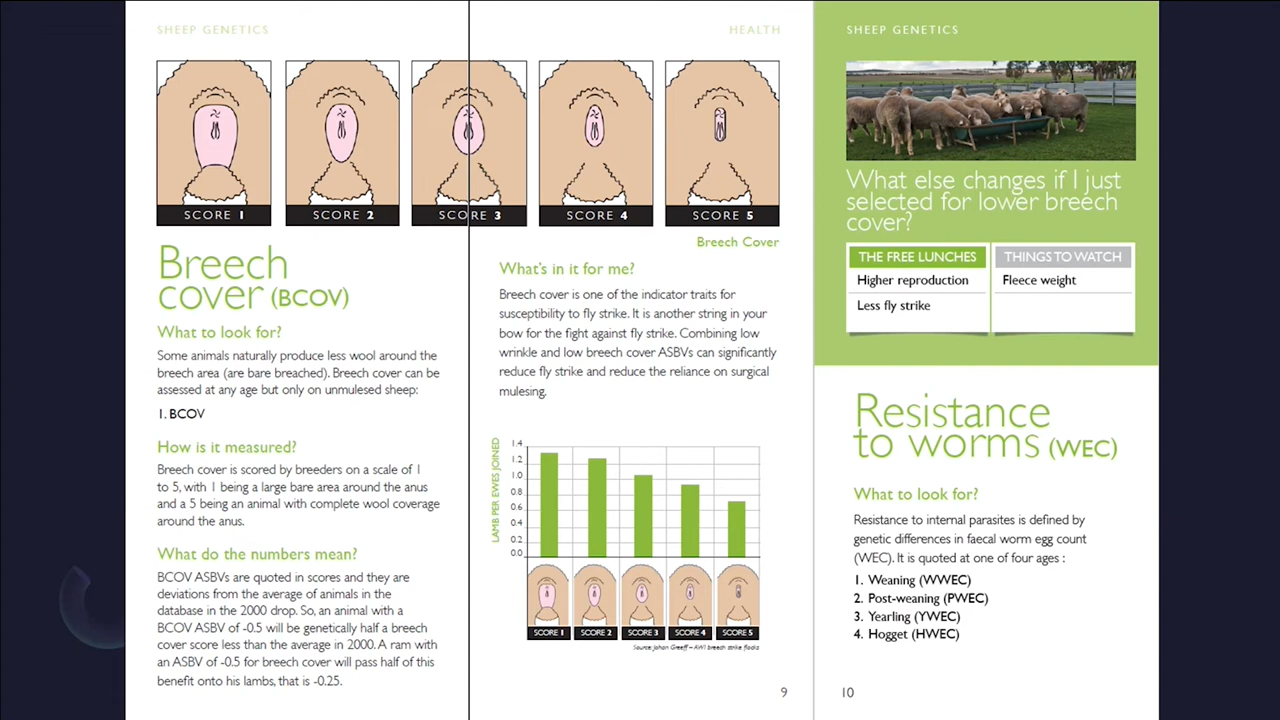 SHEEP GENETICS
HEALTH
SCORE 1
SCORE 2
SCORE 3
SCORE 4
SCORE 5
Breech Cover
Breech
cover (BCOV)
What to look for?
Some animals naturally produce less wool around the
breech area (are bare breached). Breech cover can be
assessed at any age but only on unmulesed sheep:
1. BCOV
How is it measured?
Breech cover is scored by breeders on a scale of 1
to 5, with 1 being a large bare area around the anus
and a 5 being an animal with complete wool coverage
around the anus.
What do the numbers mean?
BCOV ASBVs are quoted in scores and they are
deviations from the average of animals in the
database in the 2000 drop. So, an animal with a
BCOV ASBV of -0.5 will be genetically half a breech
cover score less than the average in 2000. A ram with
an ASBV of -0.5 for breech cover will pass half of this
benefit onto his lambs, that is -0.25.
What's in it for me?
Breech cover is one of the indicator traits for
susceptibility to fly strike. It is another string in your
bow for the fight against fly strike. Combining low
wrinkle and low breech cover ASBVs can significantly
reduce fly strike and reduce the reliance on surgical
mulesing.
LAMB PER EWES JOINED
1.4
1.2
1.0
0.8
0.6
0.4
0.2
0.0
SCORE 1
SCORE 2
SCORE 3
SCORE 4
SCORE 5
Source: Johan Greeff – AWI breech strike flocks
9
SHEEP GENETICS
What else changes if I just
selected for lower breech
cover?
THE FREE LUNCHES
THINGS TO WATCH
Higher reproduction
Fleece weight
Less fly strike
Resistance
to worms (WEC)
What to look for?
Resistance to internal parasites is defined by
genetic differences in faecal worm egg count
(WEC). It is quoted at one of four ages :
1. Weaning (WWEC)
2. Post-weaning (PWEC)
3. Yearling (YWEC)
4. Hogget (HWEC)
10